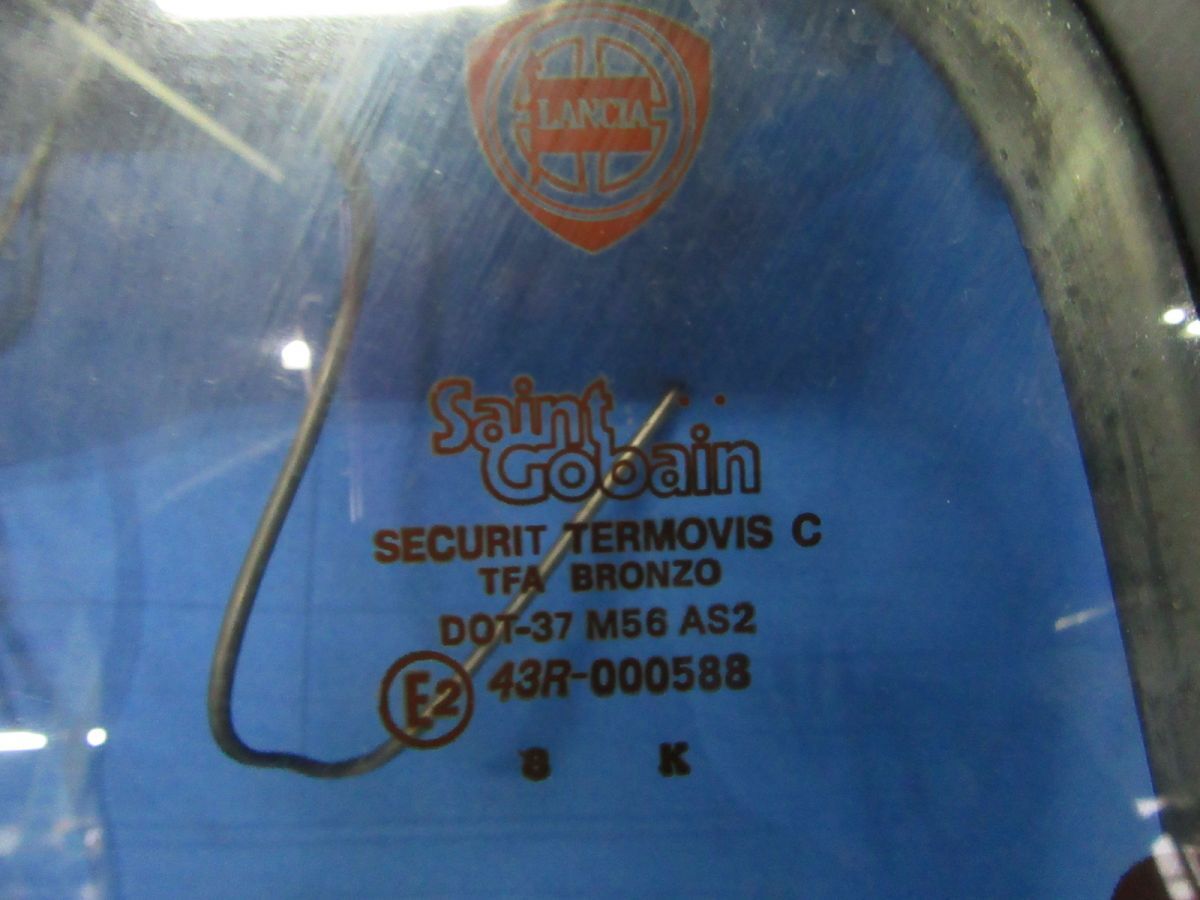 LANCIA
Saint
Gobain
SECURIT TERMOVIS C
TFA BRONZO
DOT-37 M56 AS2
E2 43R-000588
8 K